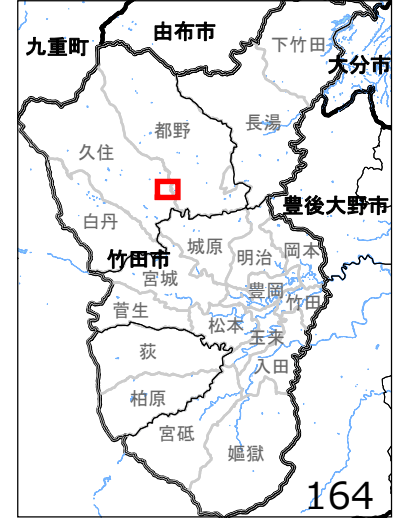 由布市
九重町
下竹田
大分市
都野
長湯
久住
白丹
豊後大野市
城原
明治
岡本
竹田市
宮城
豊岡
竹田
菅生
松本
玉来
荻
入田
柏原
宮砥
嫗獄
164